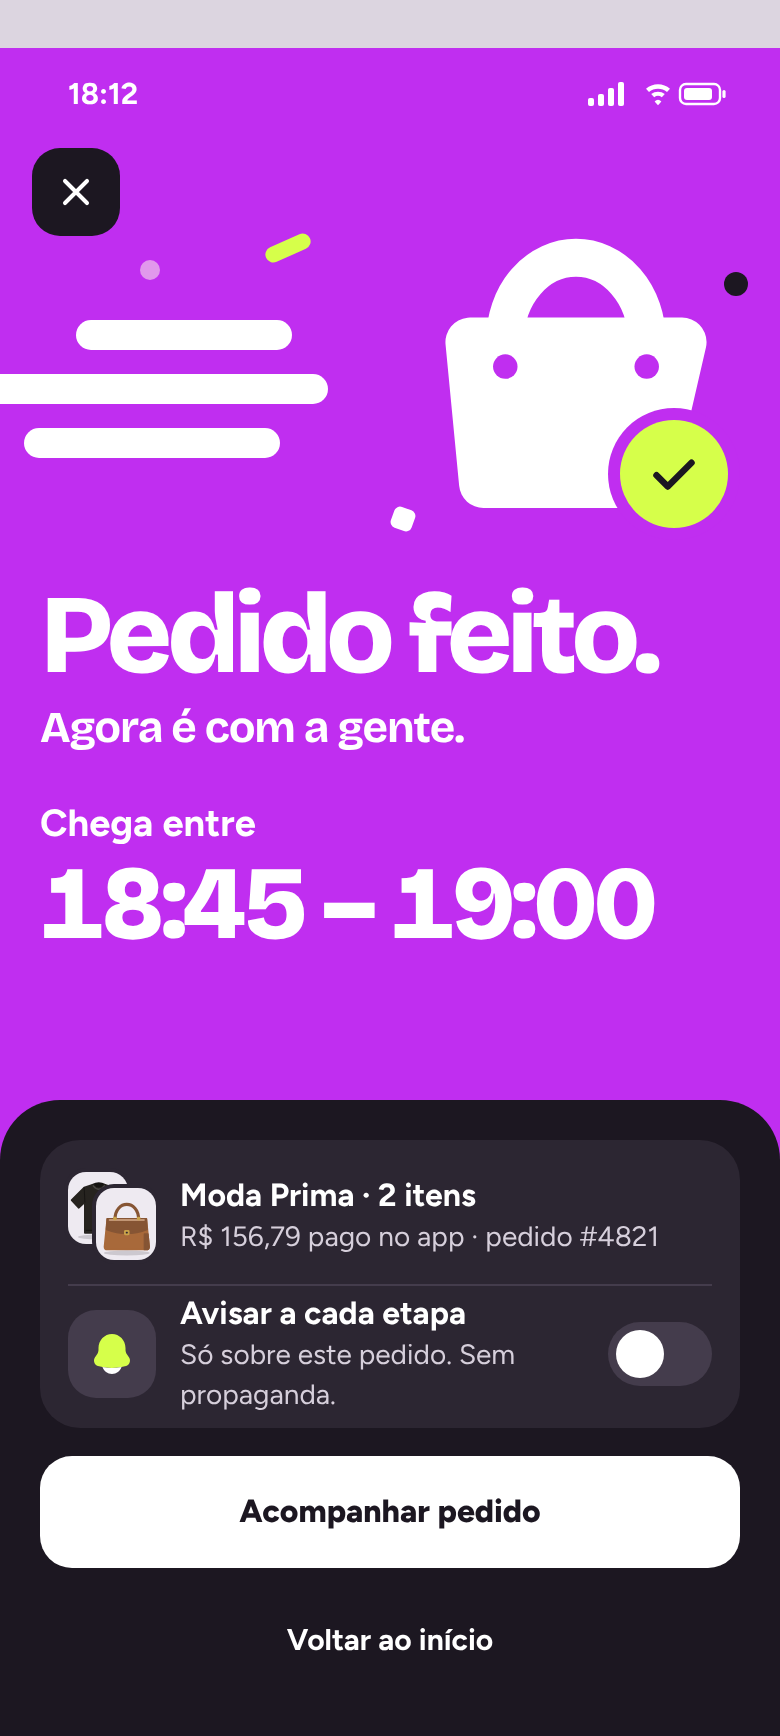 18:12
Pedido feito.
Agora é com a gente.
Chega entre
18:45 – 19:00
Moda Prima · 2 itens
R$ 156,79 pago no app · pedido #4821
Avisar a cada etapa
Só sobre este pedido. Sem
propaganda.
Acompanhar pedido
Voltar ao início